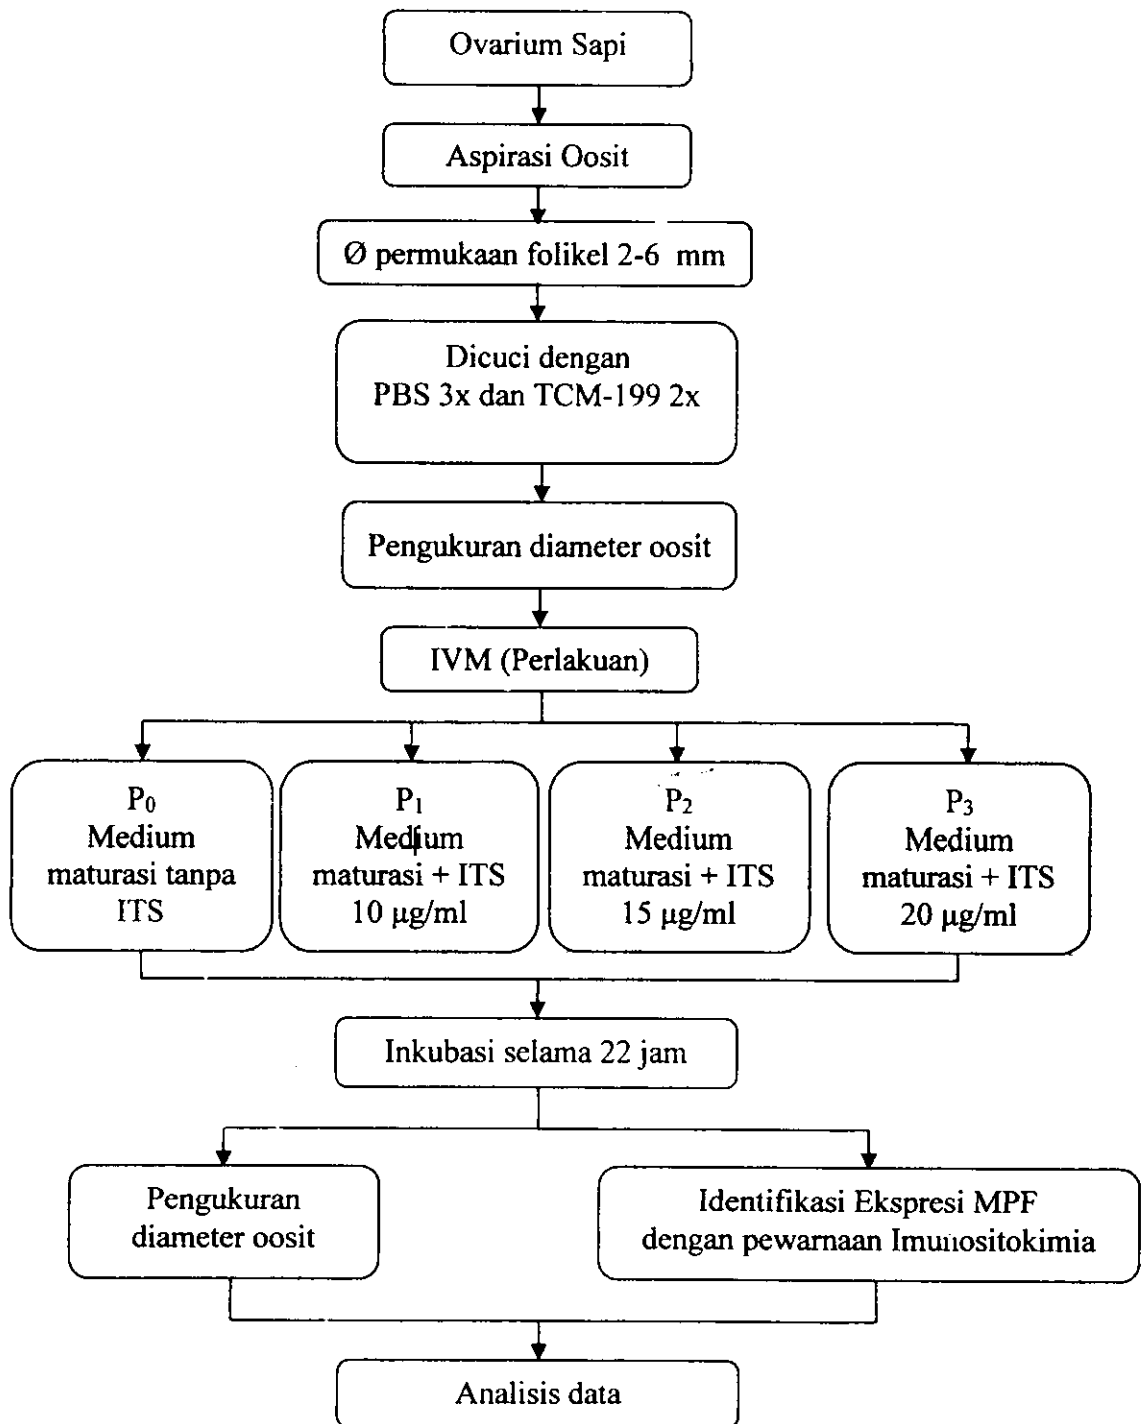 Ovarium Sapi
Aspirasi Oosit
Ø permukaan folikel 2-6 mm
Dicuci dengan
PBS 3x dan TCM-199 2x
Pengukuran diameter oosit
IVM (Perlakuan)
P₀
Medium
maturasi tanpa
ITS
P₁
Medium
maturasi + ITS
10 µg/ml
P₂
Medium
maturasi + ITS
15 µg/ml
P₃
Medium
maturasi + ITS
20 µg/ml
Inkubasi selama 22 jam
Pengukuran
diameter oosit
Identifikasi Ekspresi MPF
dengan pewarnaan Imunositokimia
Analisis data